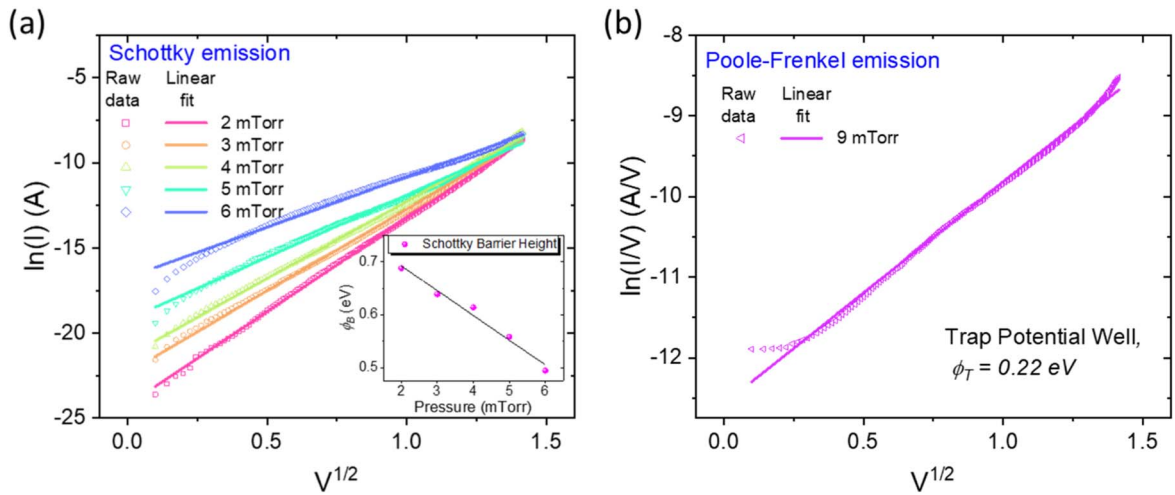 (a)
Schottky emission
Raw data
Linear fit
2 mTorr
3 mTorr
4 mTorr
5 mTorr
6 mTorr
ln(I) (A)
-5
-10
-15
-20
-25
0.0
0.5
1.0
1.5
V^1/2
Schottky Barrier Height
ϕB (eV)
0.7
0.6
0.5
2
3
4
5
6
Pressure (mTorr)
(b)
Poole-Frenkel emission
Raw data
Linear fit
9 mTorr
ln(I/V) (A/V)
-8
-9
-10
-11
-12
Trap Potential Well,
ϕT = 0.22 eV
0.0
0.5
1.0
1.5
V^1/2